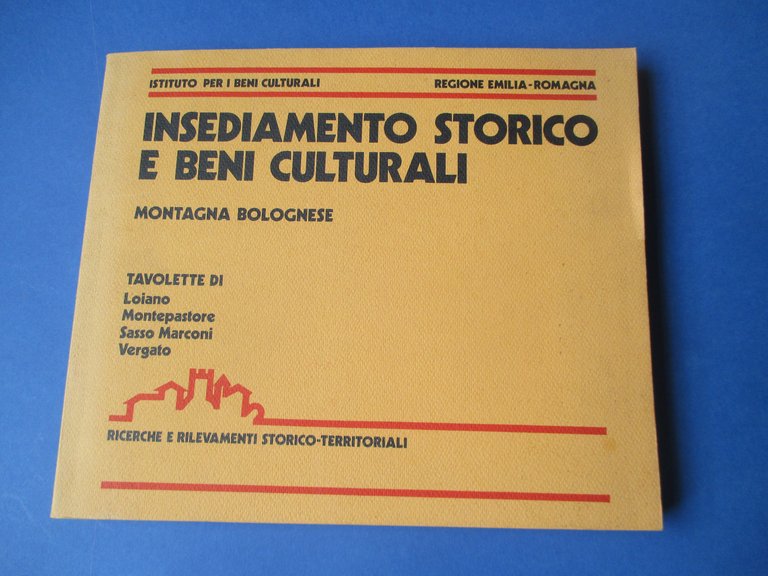 ISTITUTO PER I BENI CULTURALI REGIONE EMILIA-ROMAGNA
INSEDIAMENTO STORICO
E BENI CULTURALI
MONTAGNA BOLOGNESE
TAVOLETTE DI
Loiano
Montepastore
Sasso Marconi
Vergato
RICERCHE E RILEVAMENTI STORICO-TERRITORIALI